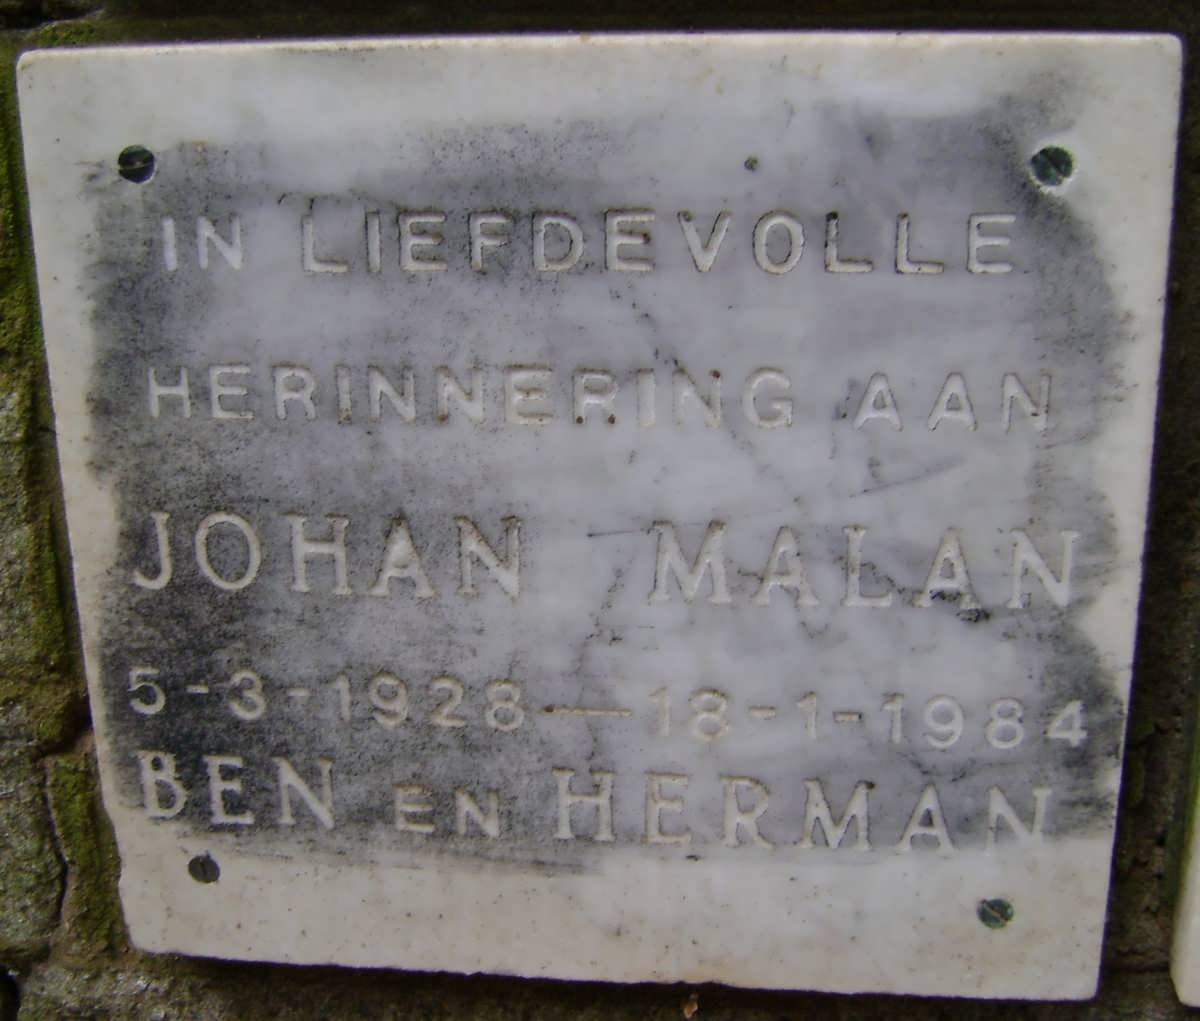 IN LIEFDEVOLLE
HERINNERING AAN
JOHAN MALAN
5-3-1928 — 18-1-1984
BEN EN HERMAN